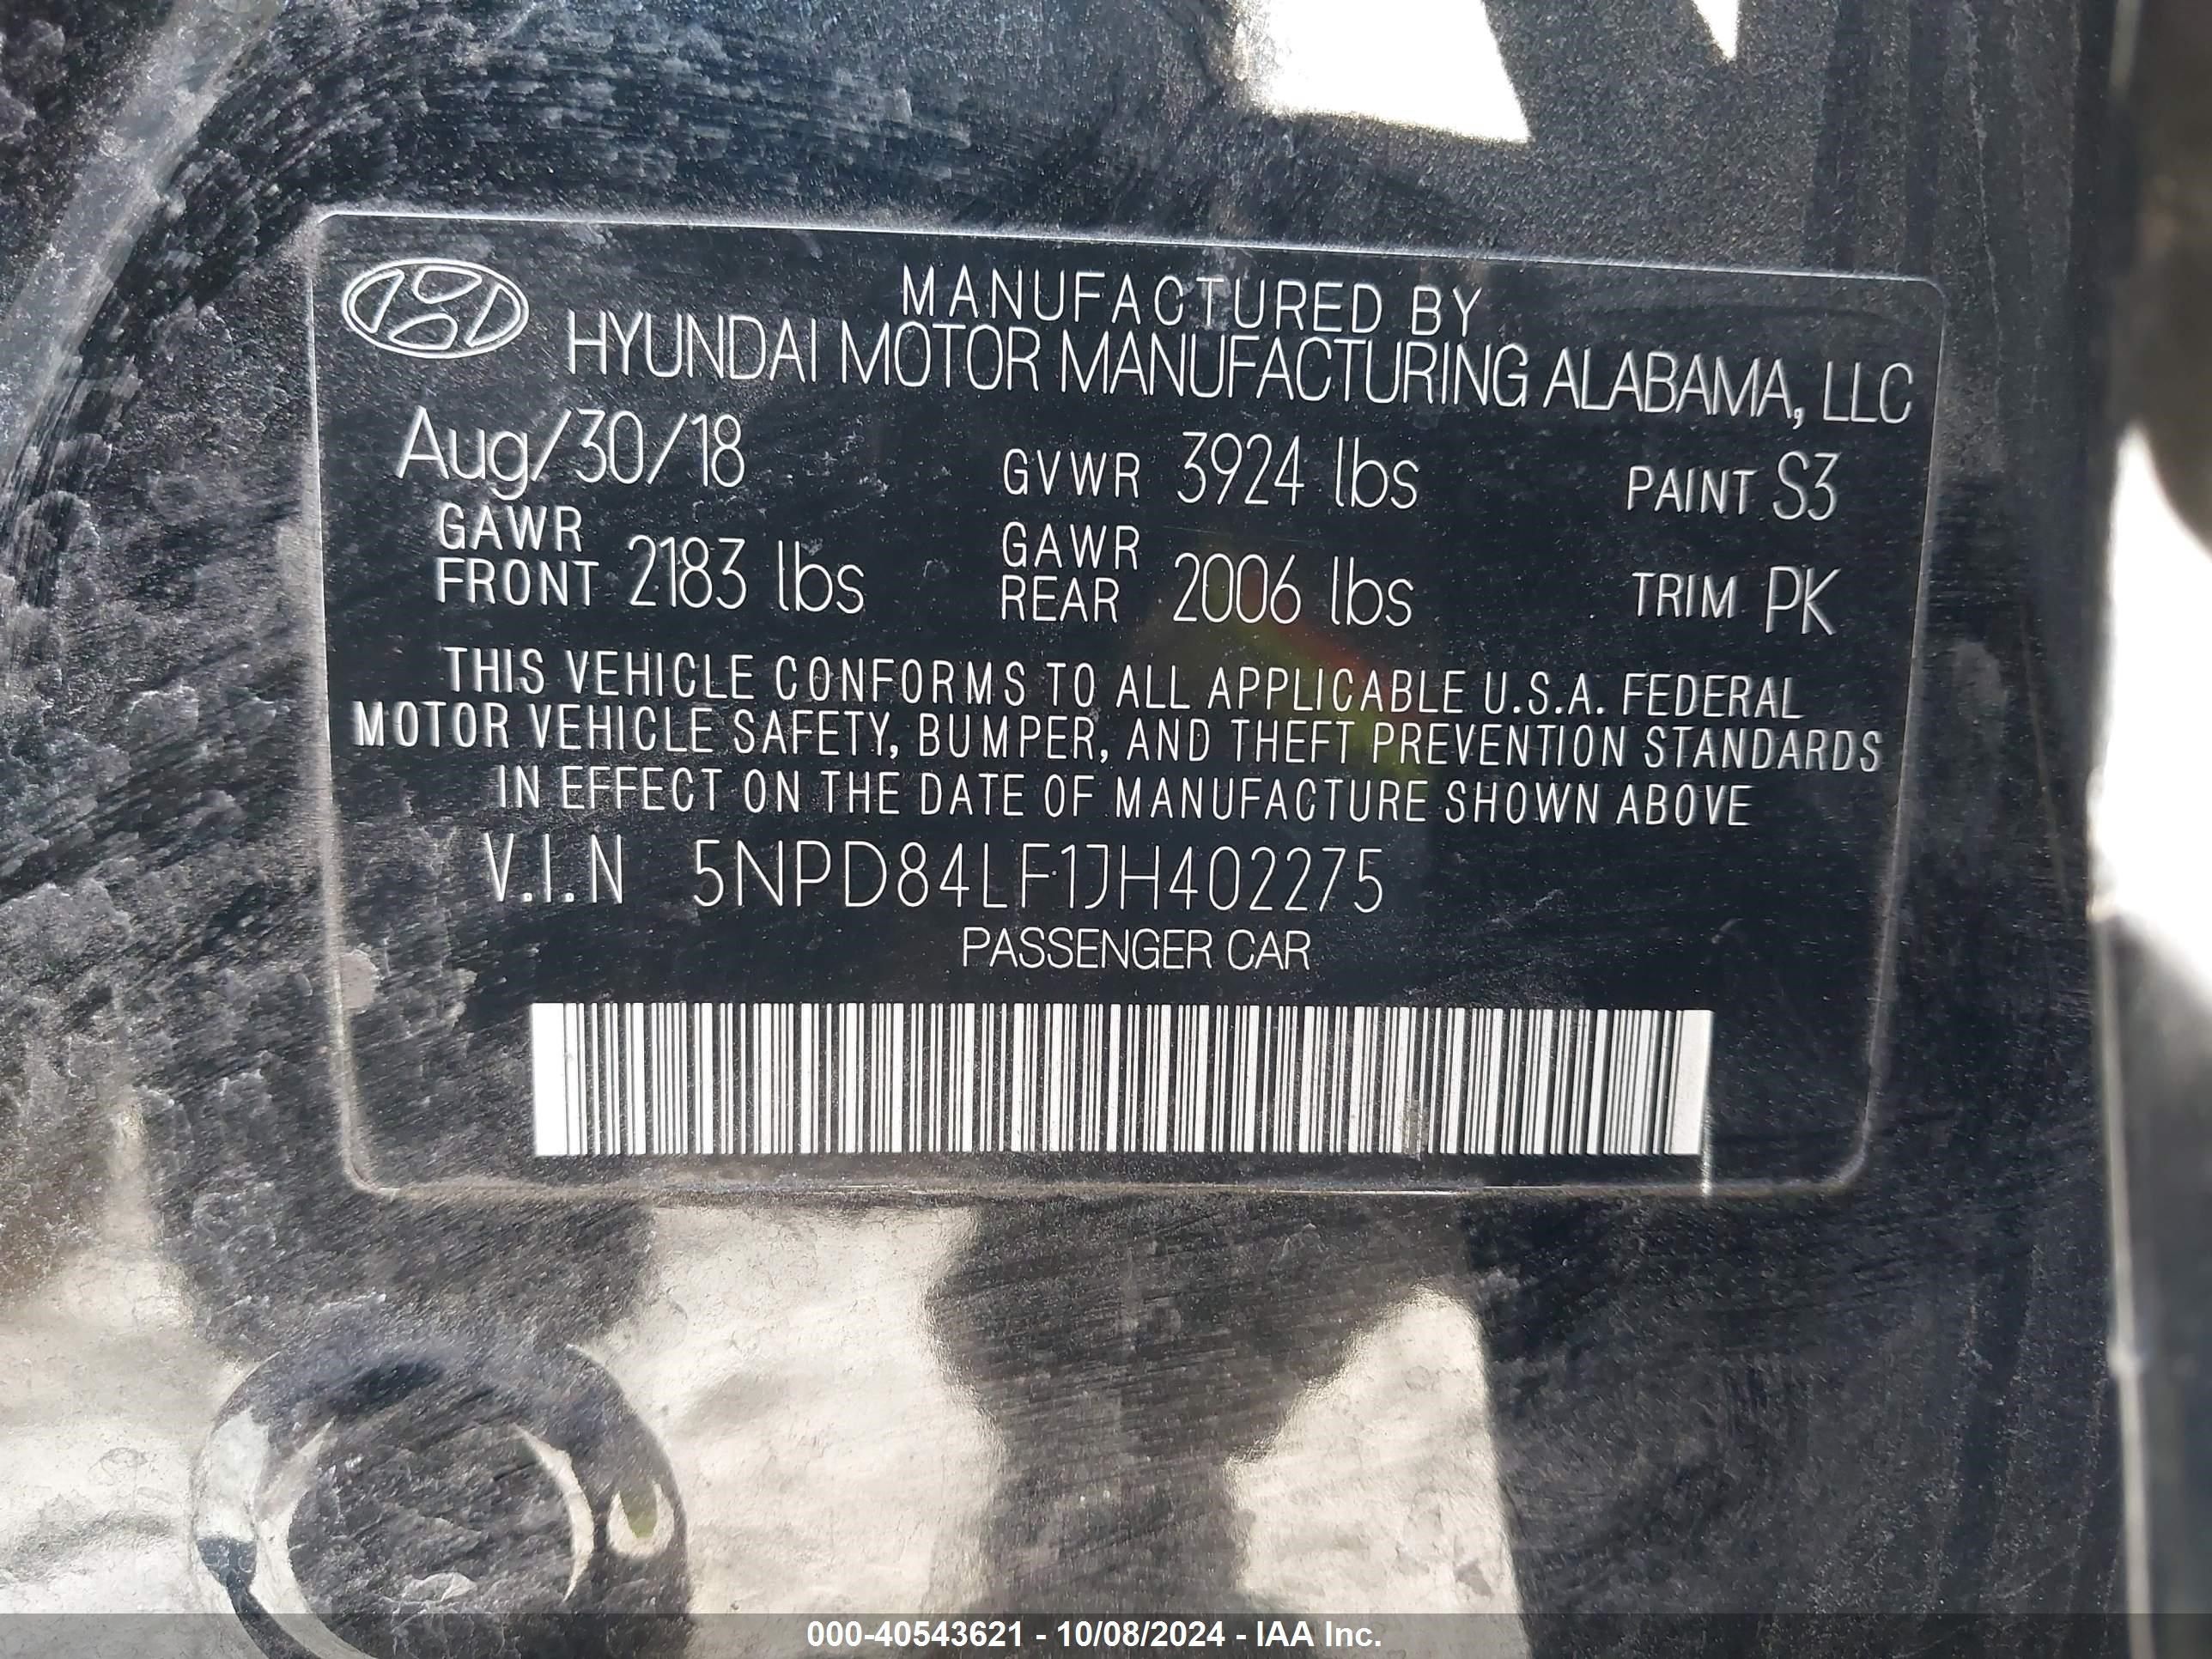 MANUFACTURED BY
HYUNDAI MOTOR MANUFACTURING ALABAMA, LLC
Aug/30/18 GVWR 3924 lbs PAINT S3
GAWR FRONT 2183 lbs GAWR REAR 2006 lbs TRIM PK
THIS VEHICLE CONFORMS TO ALL APPLICABLE U.S.A. FEDERAL
MOTOR VEHICLE SAFETY, BUMPER, AND THEFT PREVENTION STANDARDS
IN EFFECT ON THE DATE OF MANUFACTURE SHOWN ABOVE
V.I.N 5NPD84LF1JH402275
PASSENGER CAR
000-40543621 - 10/08/2024 - IAA Inc.